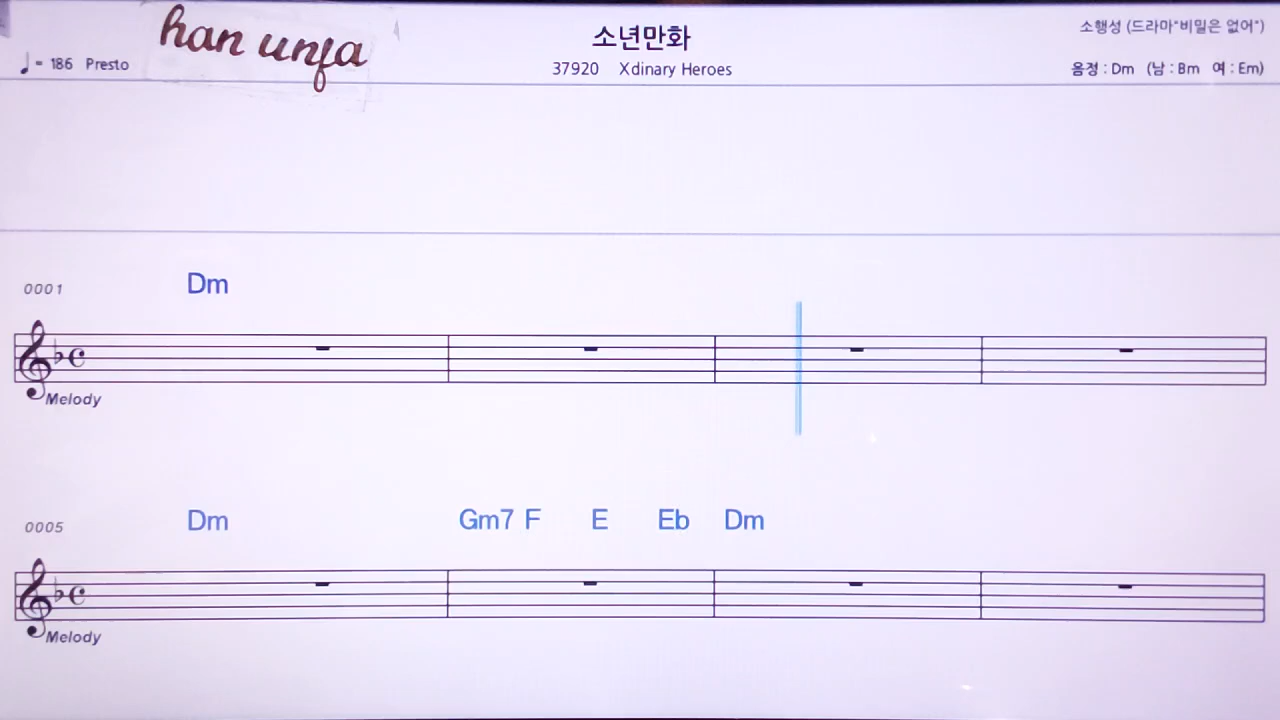 han unfa
소년만화
소행성 (드라마"비밀은 없어")
♩= 186 Presto
37920 Xdinary Heroes
음정 : Dm (남 : Bm 여 : Em)
0001 Dm
Melody
0005 Dm Gm7 F E Eb Dm
Melody